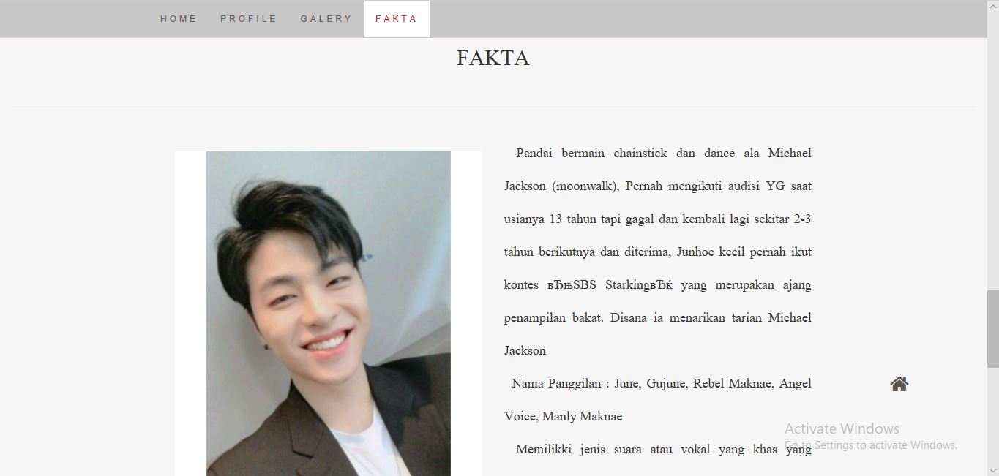 HOME PROFILE GALERY FAKTA
FAKTA
Pandai bermain chainstick dan dance ala Michael
Jackson (moonwalk), Pernah mengikuti audisi YG saat
usianya 13 tahun tapi gagal dan kembali lagi sekitar 2-3
tahun berikutnya dan diterima, Junhoe kecil pernah ikut
kontes вЂњSBS StarkingвЂќ yang merupakan ajang
penampilan bakat. Disana ia menarikan tarian Michael
Jackson
Nama Panggilan : June, Gujune, Rebel Maknae, Angel
Voice, Manly Maknae
Memilikki jenis suara atau vokal yang khas yang
Activate Windows
Go to Settings to activate Windows.